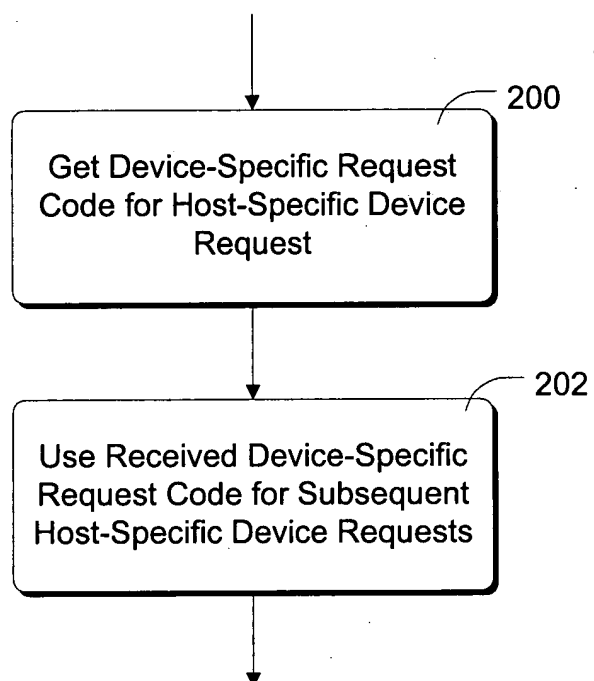 200
Get Device-Specific Request
Code for Host-Specific Device
Request
202
Use Received Device-Specific
Request Code for Subsequent
Host-Specific Device Requests